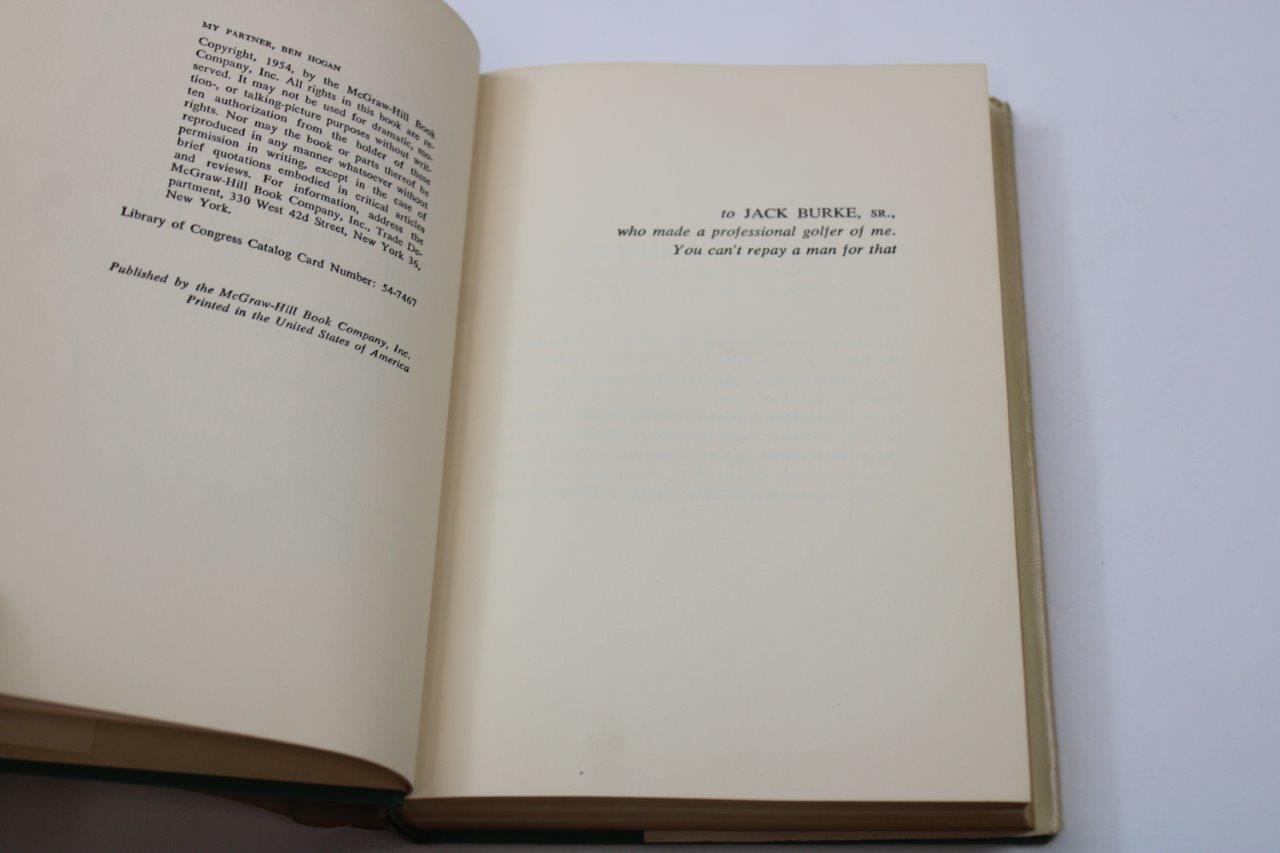 MY PARTNER, BEN HOGAN
Copyright, 1954, by the McGraw-Hill Book
Company, Inc. All rights in this book are re-
served. It may not be used for dramatic, mo-
tion-, or talking-picture purposes without writ-
ten authorization from the holder of these
rights. Nor may the book or parts thereof be
reproduced in any manner whatsoever without
permission in writing, except in the case of
brief quotations embodied in critical articles
and reviews. For information, address the
McGraw-Hill Book Company, Inc., Trade De-
partment, 330 West 42d Street, New York 36,
New York.
Library of Congress Catalog Card Number: 54-7467
Published by the McGraw-Hill Book Company, Inc.
Printed in the United States of America
to JACK BURKE, SR.,
who made a professional golfer of me.
You can't repay a man for that